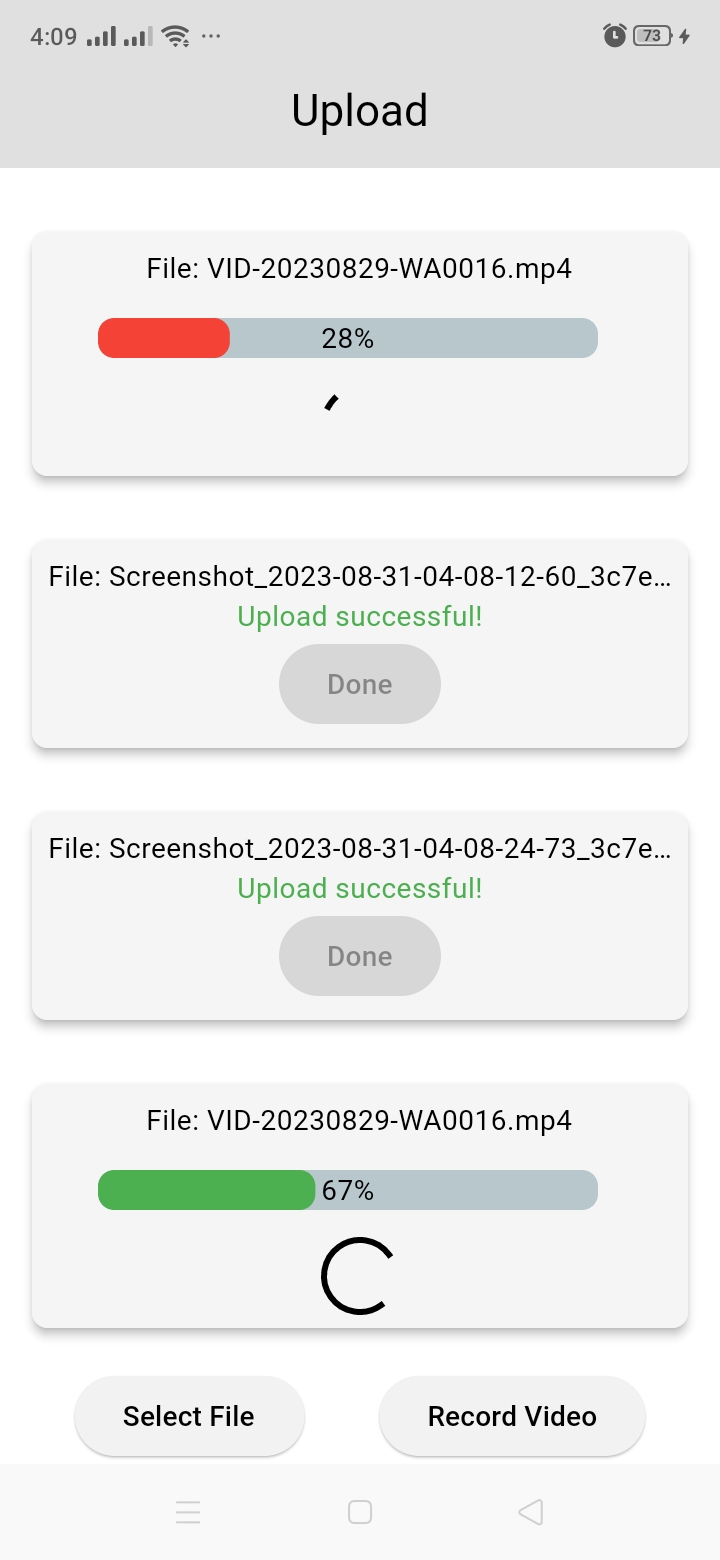 4:09
73
Upload
File: VID-20230829-WA0016.mp4
28%
File: Screenshot_2023-08-31-04-08-12-60_3c7e...
Upload successful!
Done
File: Screenshot_2023-08-31-04-08-24-73_3c7e...
Upload successful!
Done
File: VID-20230829-WA0016.mp4
67%
Select File
Record Video